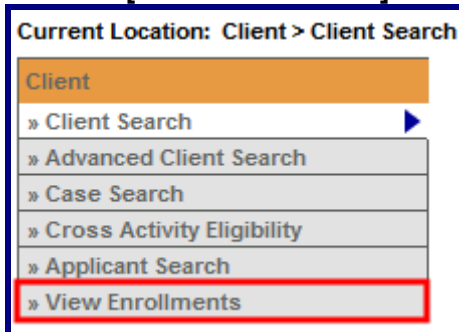 Current Location: Client > Client Search
Client
» Client Search
» Advanced Client Search
» Case Search
» Cross Activity Eligibility
» Applicant Search
» View Enrollments